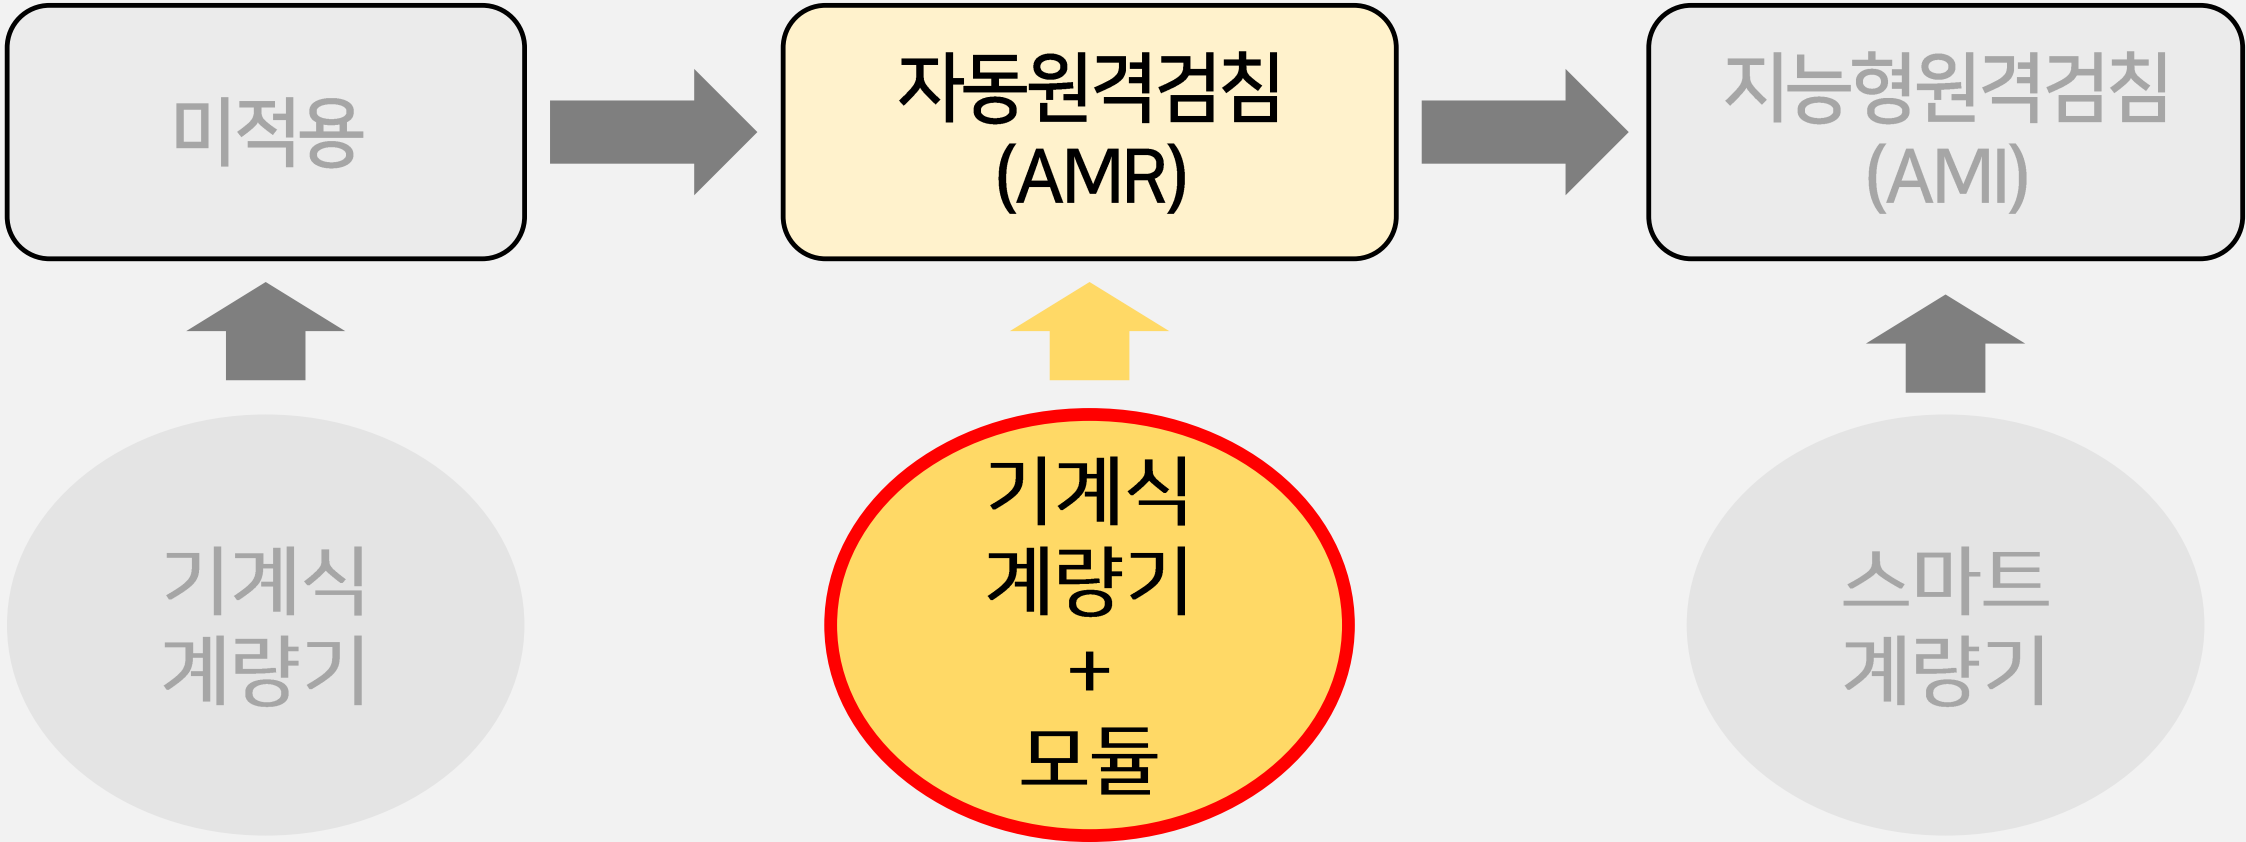 미적용
자동원격검침
(AMR)
지능형원격검침
(AMI)
기계식
계량기
기계식
계량기
+
모듈
스마트
계량기